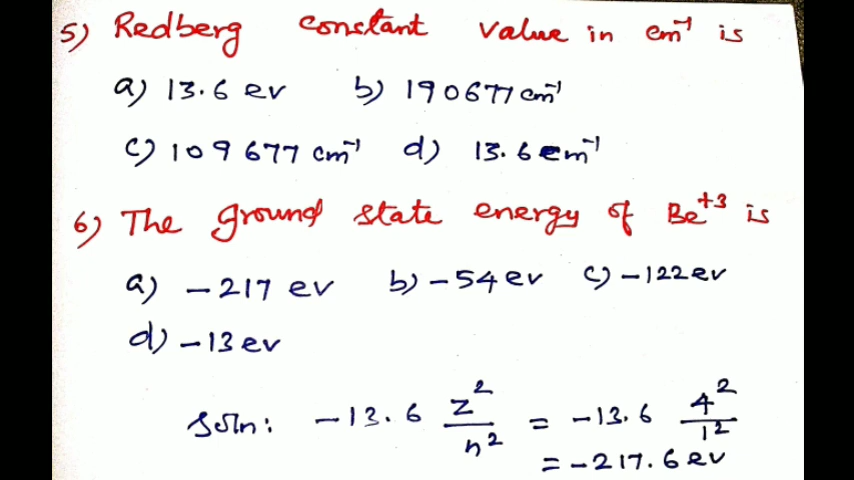 5) Redberg constant value in cm⁻¹ is
a) 13.6 ev b) 190677 cm⁻¹
c) 109677 cm⁻¹ d) 13.6 cm⁻¹
6) The ground state energy of Be⁺³ is
a) -217 ev b) -54 ev c) -122 ev
d) -13 ev
Soln: -13.6 z²/n² = -13.6 4²/1²
= -217.6 ev